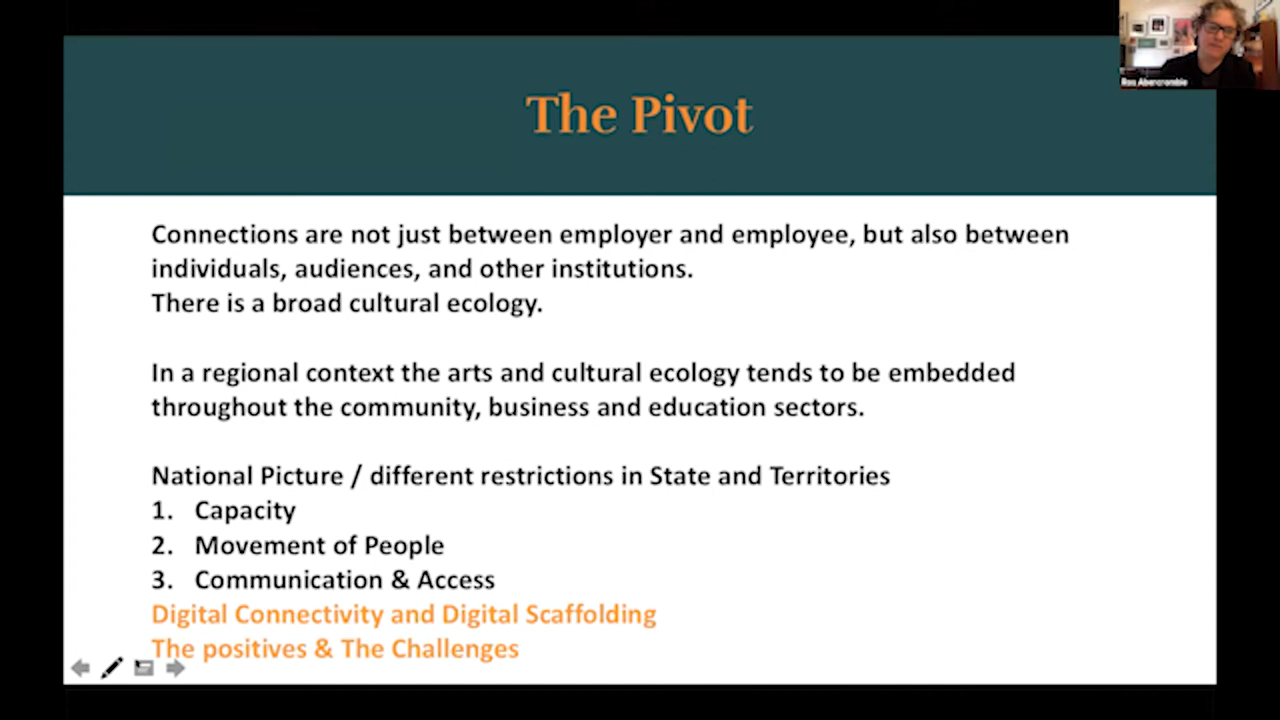 The Pivot
Ros Abercrombie
Connections are not just between employer and employee, but also between
individuals, audiences, and other institutions.
There is a broad cultural ecology.
In a regional context the arts and cultural ecology tends to be embedded
throughout the community, business and education sectors.
National Picture / different restrictions in State and Territories
1. Capacity
2. Movement of People
3. Communication & Access
Digital Connectivity and Digital Scaffolding
The positives & The Challenges